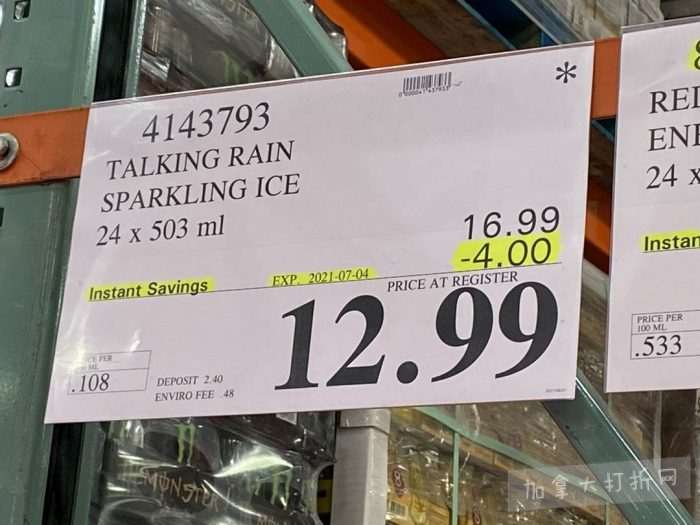 *
4143793
TALKING RAIN
SPARKLING ICE
24 x 503 ml
16.99
-4.00
Instant Savings
EXP. 2021-07-04
PRICE AT REGISTER
12.99
.108
DEPOSIT 2.40
ENVIRO FEE .48
24 x
Instan
PRICE PER
100 ML
.533
MONSTER
加拿大打折网